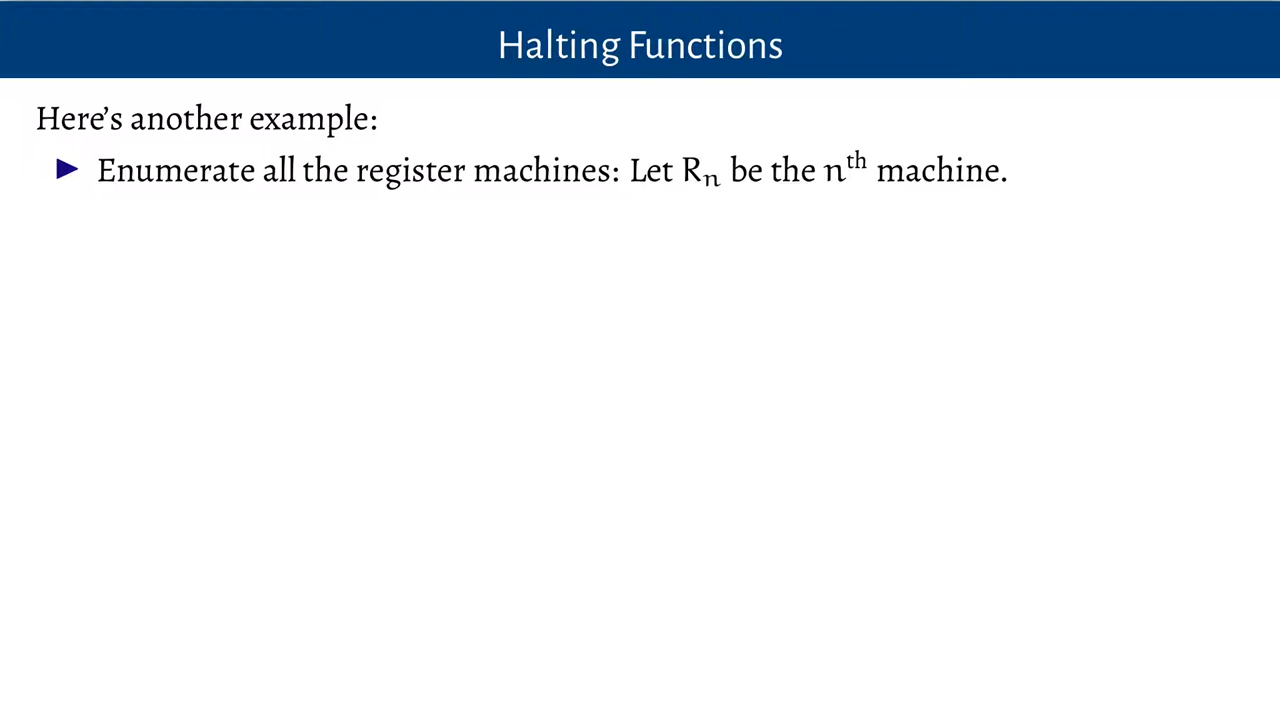 Halting Functions
Here's another example:
▶ Enumerate all the register machines: Let Rₙ be the nᵗʰ machine.